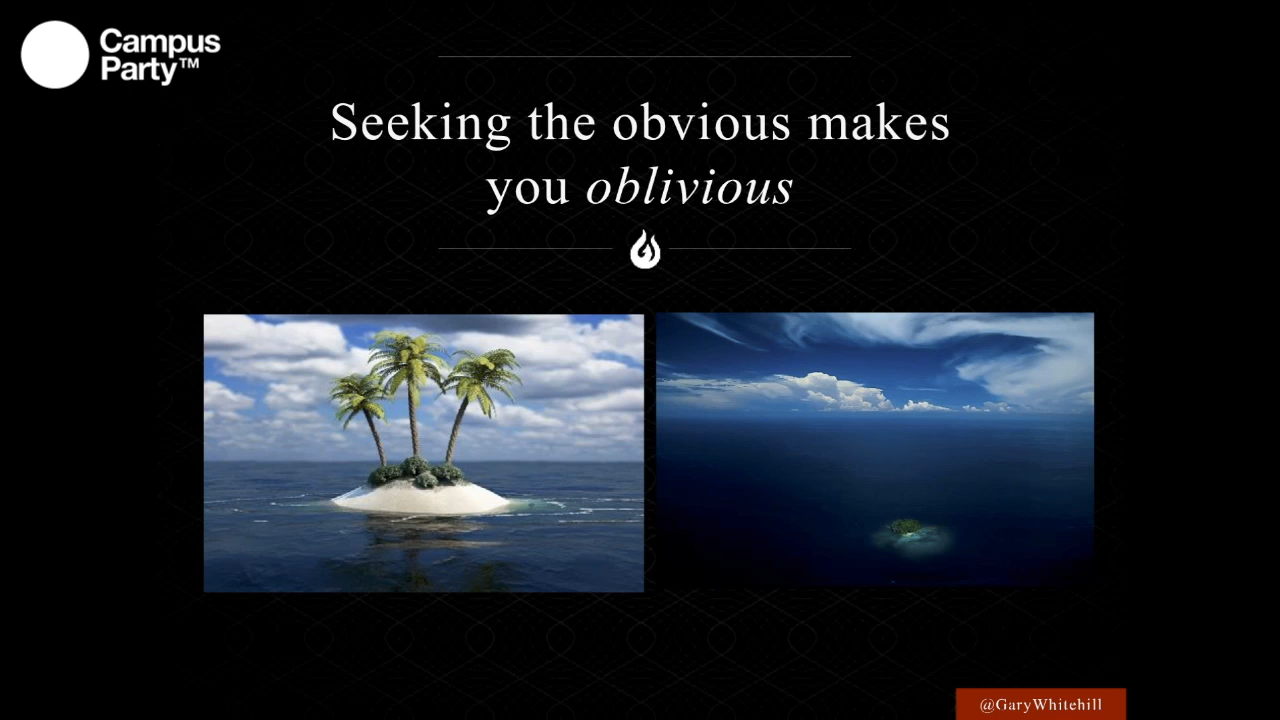 Campus
Party™
Seeking the obvious makes
you oblivious
@GaryWhitehill